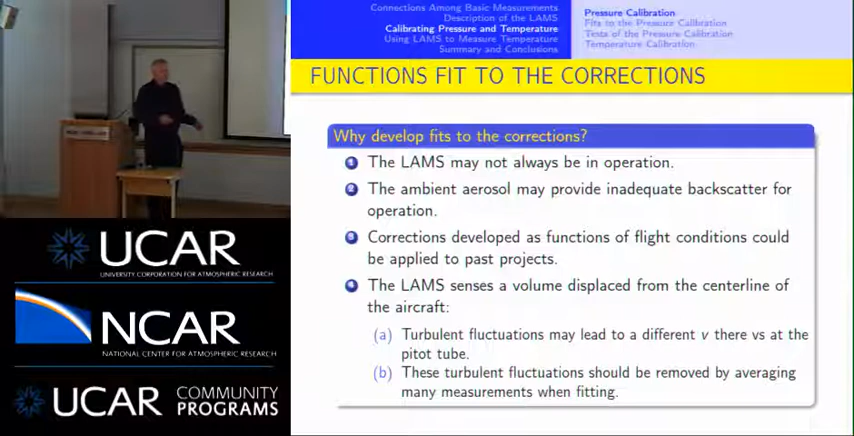 Connections Among Basic Measurements
Description of the LAMS
Calibrating Pressure and Temperature
Using LAMS to Measure Temperature
Summary and Conclusions
Pressure Calibration
Fits to the Pressure Calibration
Tests of the Pressure Calibration
Temperature Calibration
FUNCTIONS FIT TO THE CORRECTIONS
Why develop fits to the corrections?
1 The LAMS may not always be in operation.
2 The ambient aerosol may provide inadequate backscatter for
operation.
3 Corrections developed as functions of flight conditions could
be applied to past projects.
4 The LAMS senses a volume displaced from the centerline of
the aircraft:
(a) Turbulent fluctuations may lead to a different v there vs at the
pitot tube.
(b) These turbulent fluctuations should be removed by averaging
many measurements when fitting.
UCAR
UNIVERSITY CORPORATION FOR ATMOSPHERIC RESEARCH
NCAR
NATIONAL CENTER FOR ATMOSPHERIC RESEARCH
UCAR COMMUNITY
PROGRAMS